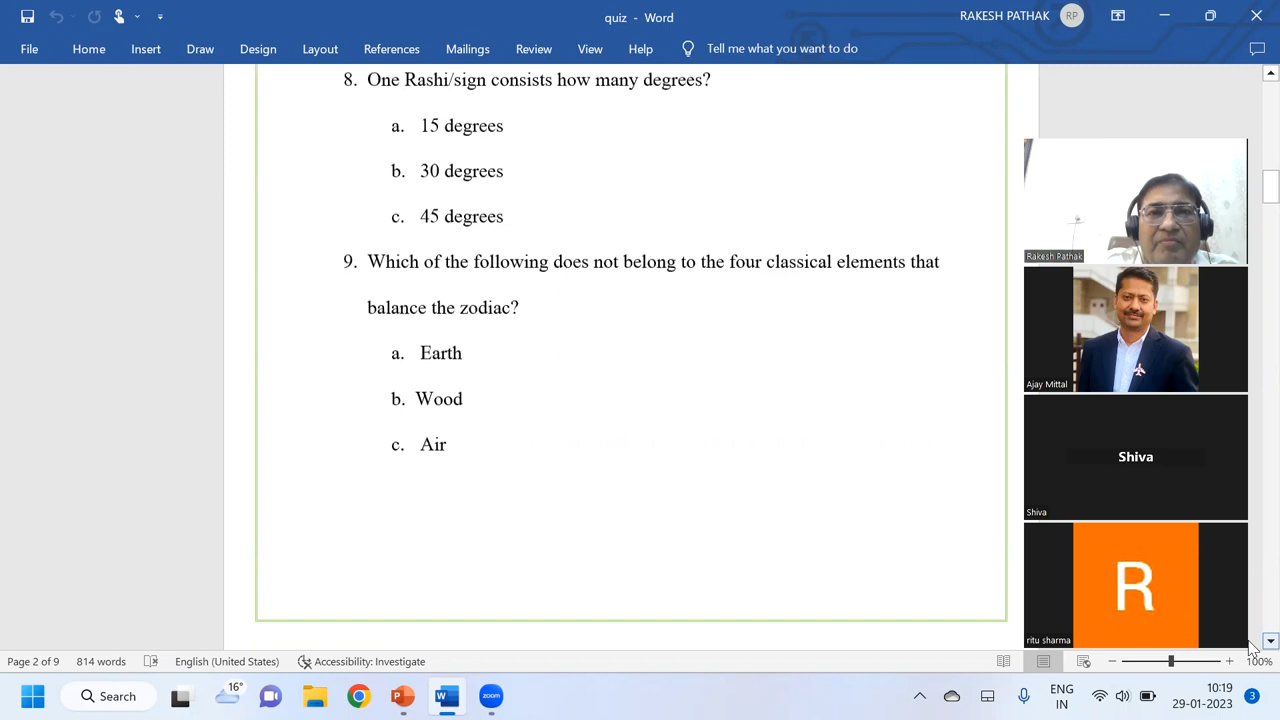 quiz - Word
RAKESH PATHAK RP
File Home Insert Draw Design Layout References Mailings Review View Help Tell me what you want to do
8. One Rashi/sign consists how many degrees?
a. 15 degrees
b. 30 degrees
c. 45 degrees
9. Which of the following does not belong to the four classical elements that
balance the zodiac?
a. Earth
b. Wood
c. Air
Rakesh Pathak
Ajay Mittal
Shiva
Shiva
R
ritu sharma
Page 2 of 9 814 words English (United States) Accessibility: Investigate 100%
Search 16° zoom ENG IN 10:19 29-01-2023 3